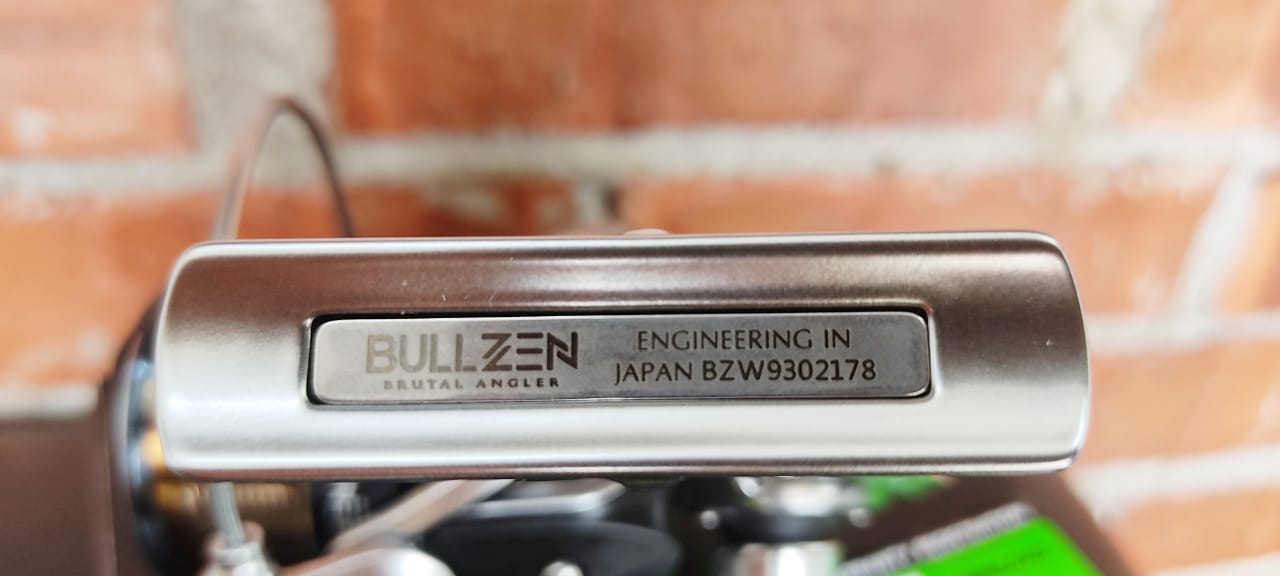 BULLZEN
BRUTAL ANGLER
ENGINEERING IN
JAPAN BZW9302178